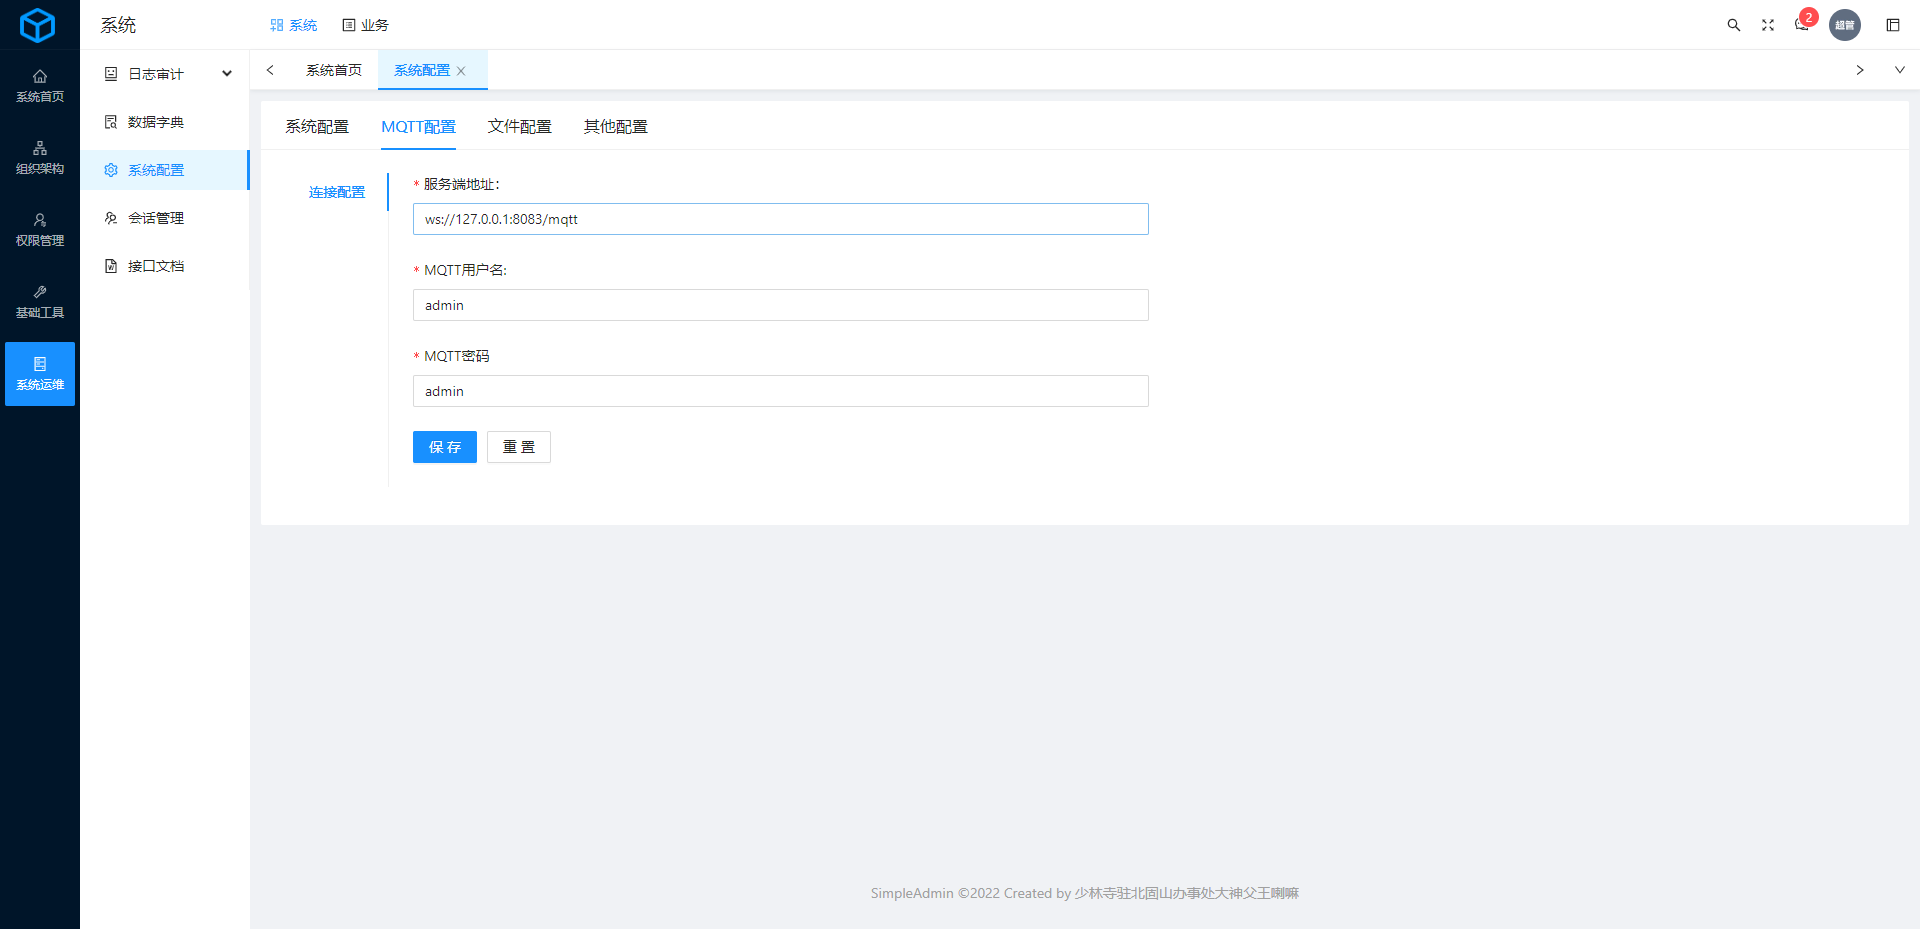 系统
系统
业务
2
超管
系统首页
组织架构
权限管理
基础工具
系统运维
日志审计
数据字典
系统配置
会话管理
接口文档
系统首页
系统配置
系统配置
MQTT配置
文件配置
其他配置
连接配置
* 服务端地址:
ws://127.0.0.1:8083/mqtt
* MQTT用户名:
admin
* MQTT密码
admin
保 存
重 置
SimpleAdmin ©2022 Created by 少林寺驻北固山办事处大神父王喇嘛